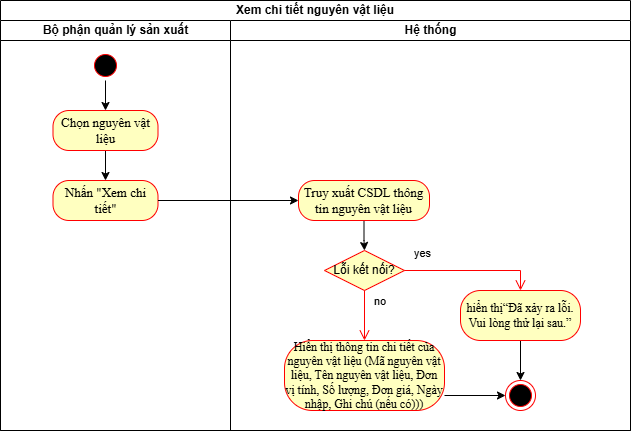 Xem chi tiết nguyên vật liệu
Bộ phận quản lý sản xuất
Hệ thống
Chọn nguyên vật
liệu
Nhấn "Xem chi
tiết"
Truy xuất CSDL thông
tin nguyên vật liệu
Lỗi kết nối?
yes
no
hiển thị“Đã xảy ra lỗi.
Vui lòng thử lại sau.”
Hiển thị thông tin chi tiết của
nguyên vật liệu (Mã nguyên vật
liệu, Tên nguyên vật liệu, Đơn
vị tính, Số lượng, Đơn giá, Ngày
nhập, Ghi chú (nếu có)))